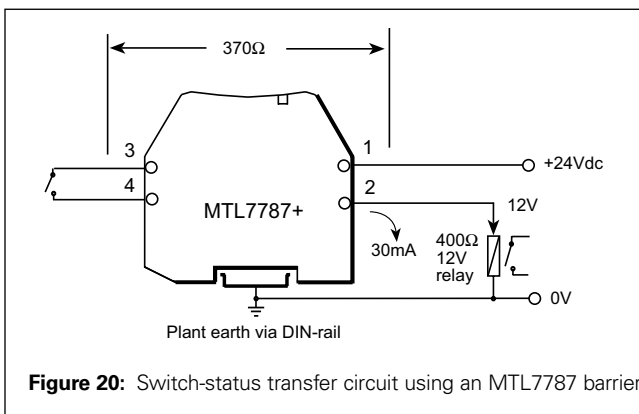 370Ω
3
1
+24Vdc
4
2
MTL7787+
12V
30mA
400Ω
12V
relay
0V
Plant earth via DIN-rail
Figure 20: Switch-status transfer circuit using an MTL7787 barrier